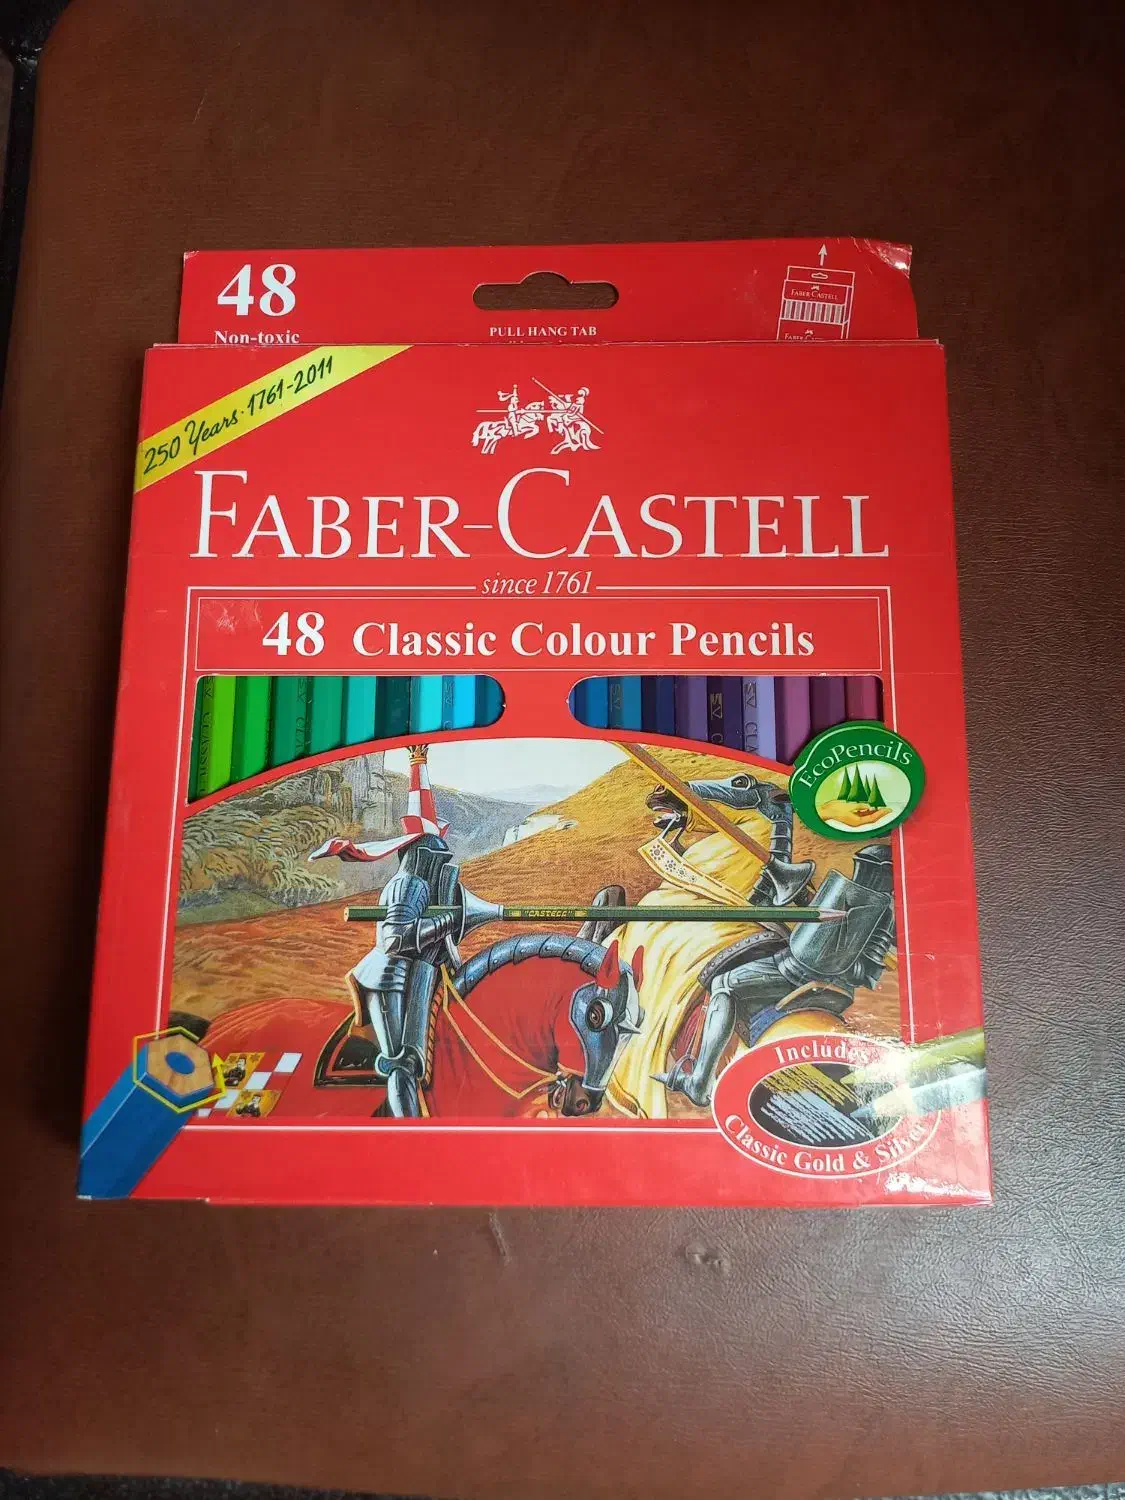 48
Non-toxic
PULL HANG TAB
FABER-CASTELL
250 Years · 1761-2011
FABER-CASTELL
since 1761
48 Classic Colour Pencils
EcoPencils
"CASTELL"
Includes
Classic Gold & Silver